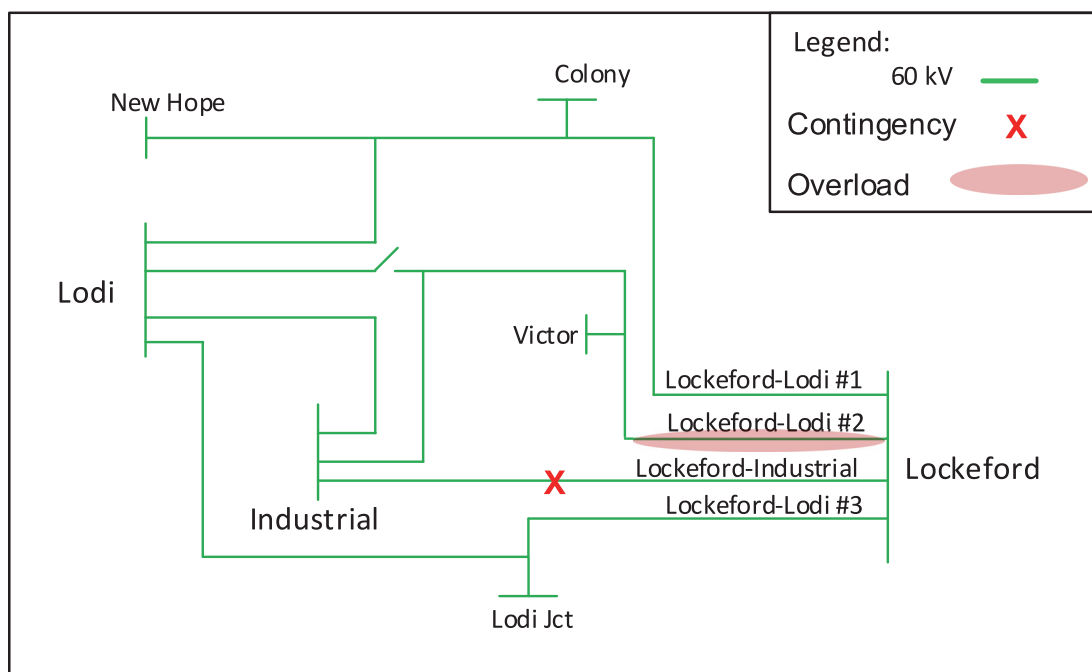 Legend:
60 kV
Contingency
X
Overload
Colony
New Hope
Lodi
Victor
Lockeford-Lodi #1
Lockeford-Lodi #2
Lockeford-Industrial
Lockeford
X
Lockeford-Lodi #3
Industrial
Lodi Jct